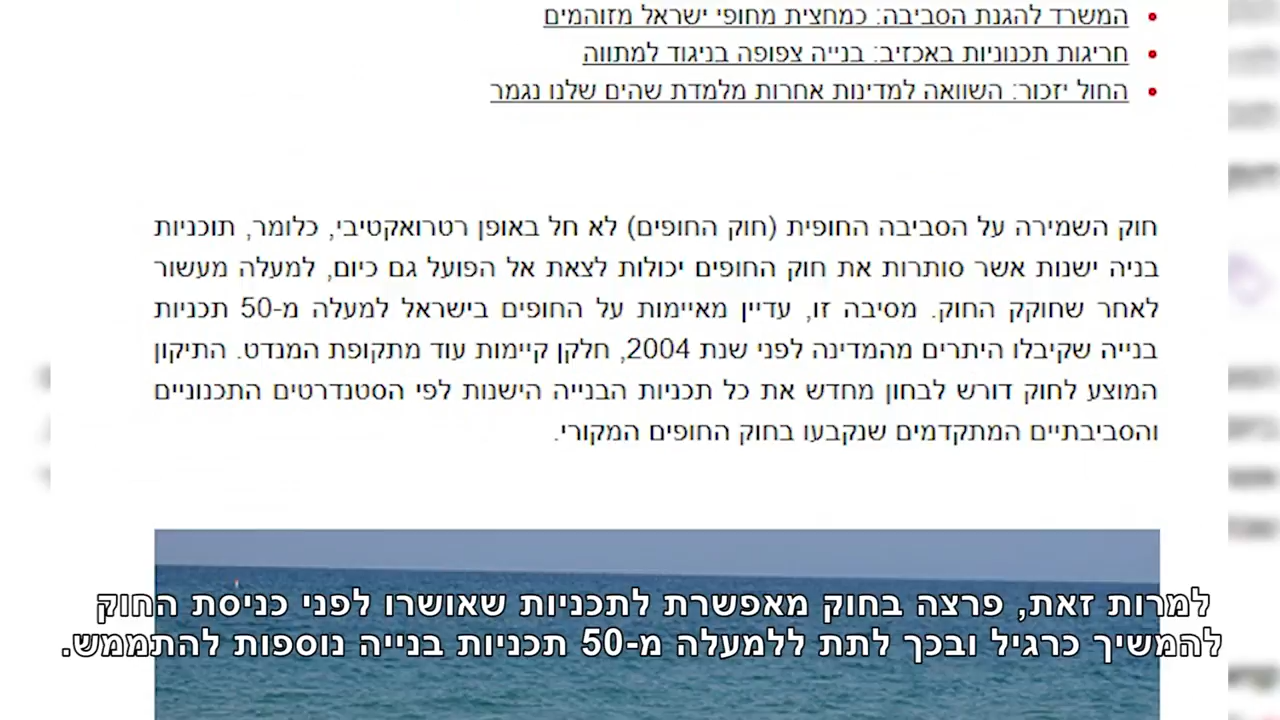 המשרד להגנת הסביבה: כמחצית מחופי ישראל מזוהמים
חריגות תכנוניות באכזיב: בנייה צפופה בניגוד למתווה
החול יזכור: השוואה למדינות אחרות מלמדת שהים שלנו נגמר
חוק השמירה על הסביבה החופית (חוק החופים) לא חל באופן רטרואקטיבי, כלומר, תוכניות
בניה ישנות אשר סותרות את חוק החופים יכולות לצאת אל הפועל גם כיום, למעלה מעשור
לאחר שחוקק החוק. מסיבה זו, עדיין מאיימות על החופים בישראל למעלה מ-50 תכניות
בנייה שקיבלו היתרים מהמדינה לפני שנת 2004, חלקן קיימות עוד מתקופת המנדט. התיקון
המוצע לחוק דורש לבחון מחדש את כל תכניות הבנייה הישנות לפי הסטנדרטים התכנוניים
והסביבתיים המתקדמים שנקבעו בחוק החופים המקורי.
למרות זאת, פרצה בחוק מאפשרת לתכניות שאושרו לפני כניסת החוק
להמשיך כרגיל ובכך לתת ללמעלה מ-50 תכניות בנייה נוספות להתממש.